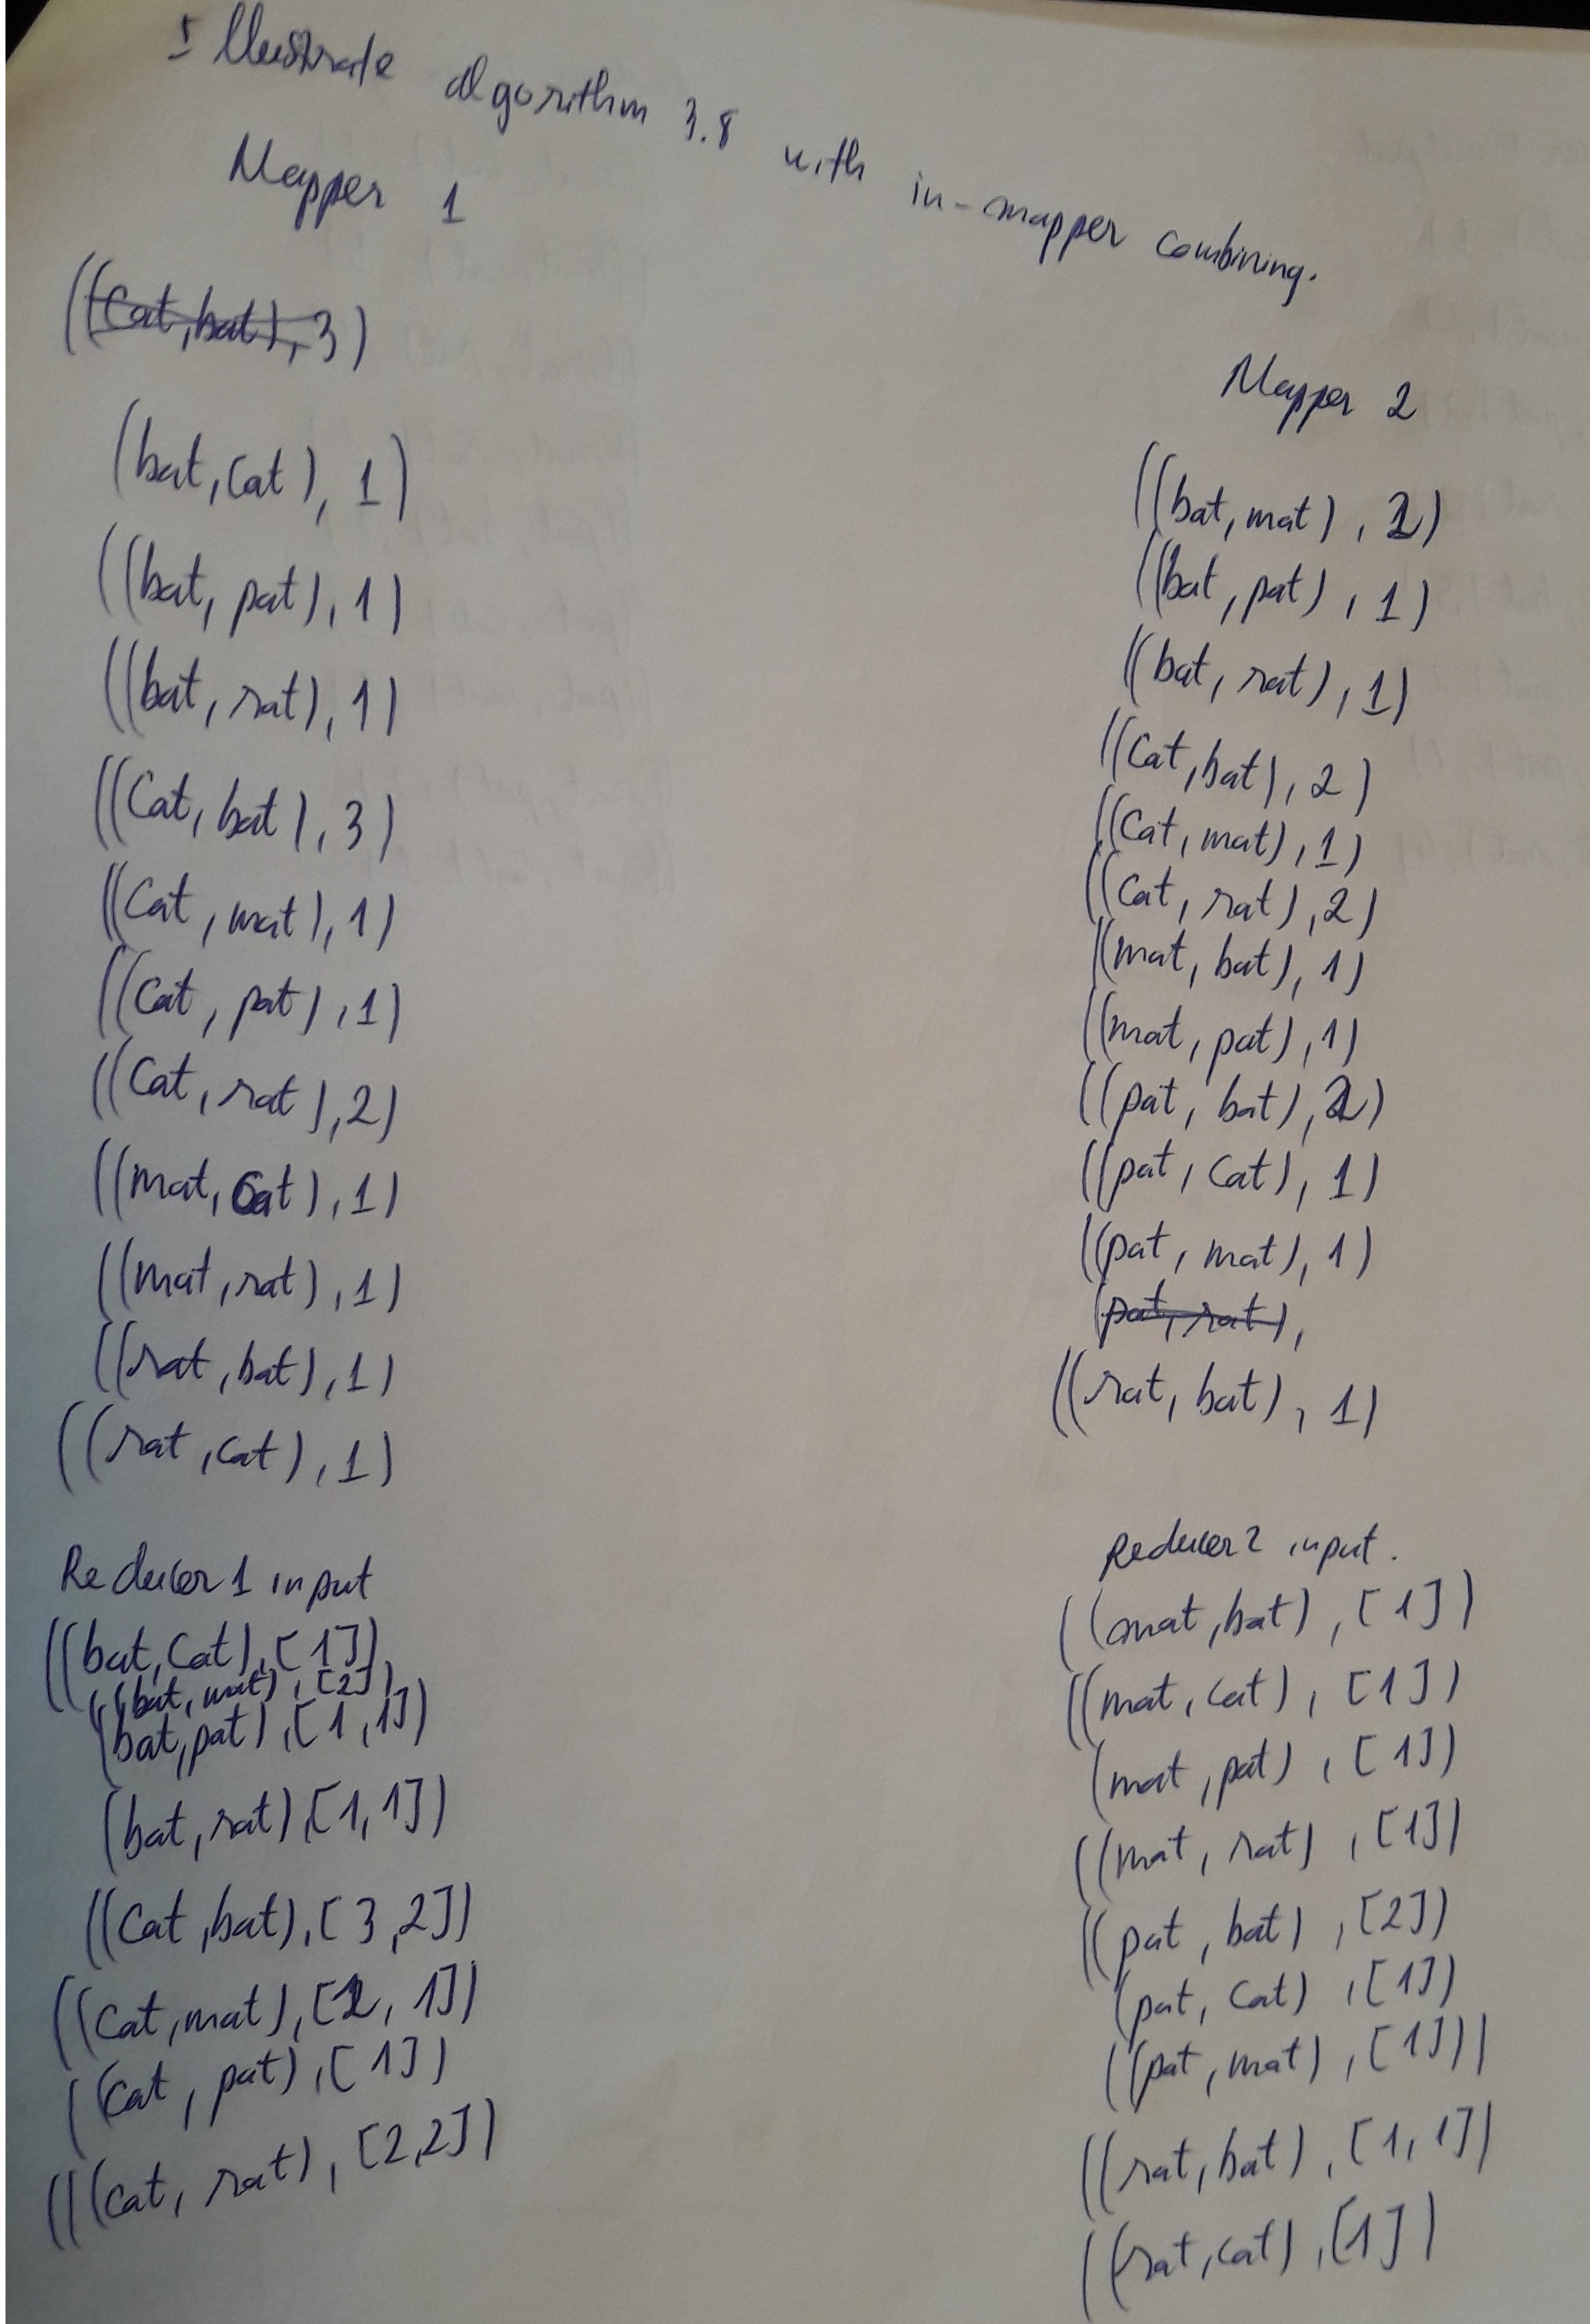 Illustrate algorithm 3.8 with in-mapper combining.
Mapper 1
((cat, bat), 3)
(bat, cat), 1)
((bat, pat), 1)
((bat, rat), 1)
((cat, bat), 3)
((cat, mat), 1)
((cat, pat), 1)
((cat, rat), 2)
((mat, cat), 1)
((mat, rat), 1)
((rat, bat), 1)
((rat, cat), 1)
Mapper 2
((bat, mat), 2)
((bat, pat), 1)
((bat, rat), 1)
((cat, bat), 2)
((cat, mat), 1)
((cat, rat), 2)
((mat, bat), 1)
((mat, pat), 1)
((pat, bat), 2)
((pat, cat), 1)
((pat, mat), 1)
(pat, rat),
((rat, bat), 1)
Reducer 1 input
((bat, cat), [1])
((bat, mat), [2])
(bat, pat), [1, 1])
(bat, rat), [1, 1])
((cat, bat), [3, 2])
((cat, mat), [1, 1])
((cat, pat), [1])
(((cat, rat), [2,2])
Reducer 2 input.
((mat, bat), [1])
((mat, cat), [1])
(mat, pat), [1])
((mat, rat), [1])
((pat, bat), [2])
(pat, cat), [1])
((pat, mat), [1]))
((rat, bat), [1, 1])
((rat, cat), [1])